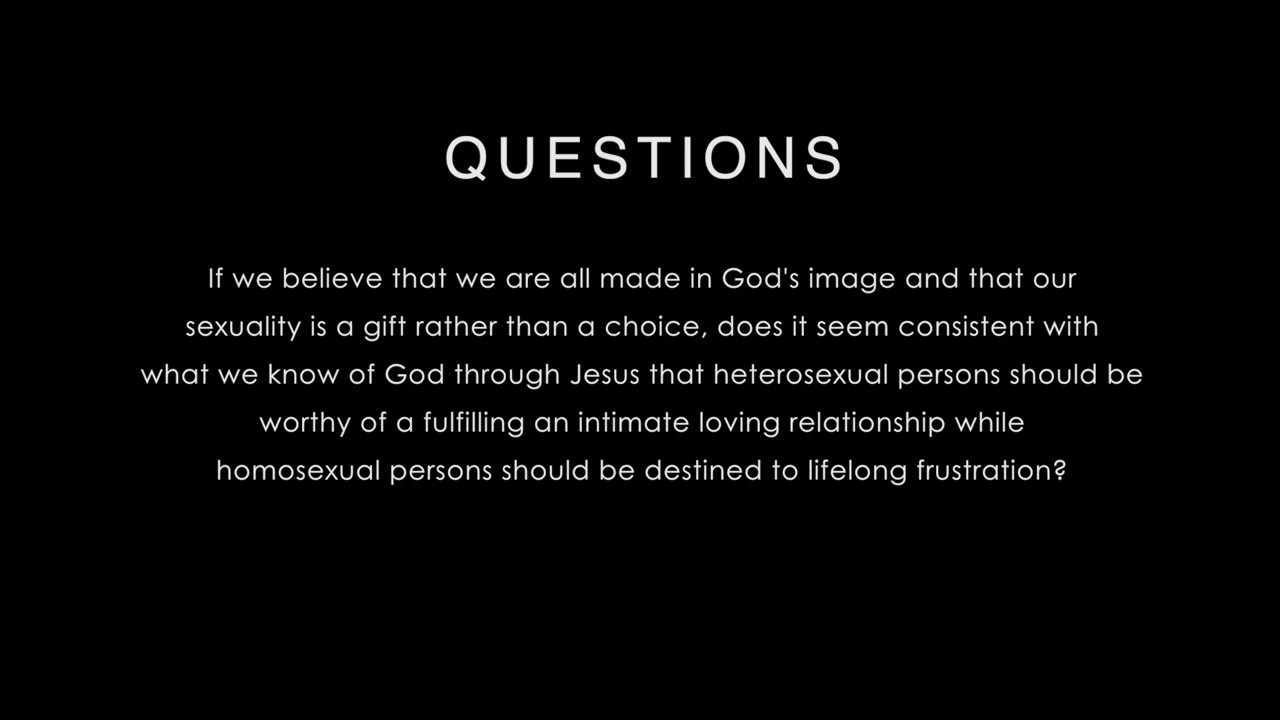 QUESTIONS
If we believe that we are all made in God's image and that our
sexuality is a gift rather than a choice, does it seem consistent with
what we know of God through Jesus that heterosexual persons should be
worthy of a fulfilling an intimate loving relationship while
homosexual persons should be destined to lifelong frustration?